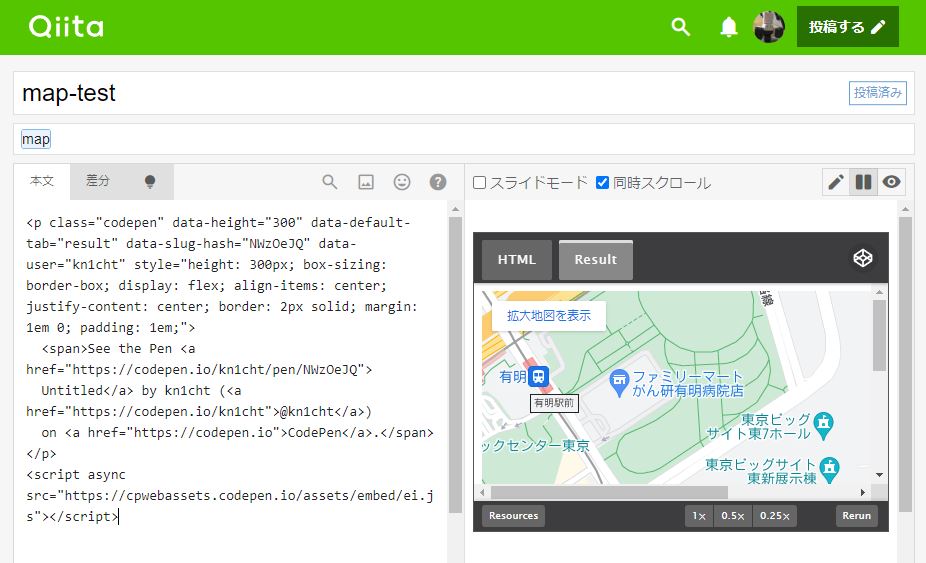 Qiita
投稿する
map-test
投稿済み
map
本文
差分
スライドモード
同時スクロール
<p class="codepen" data-height="300" data-default-
tab="result" data-slug-hash="NWzOeJQ" data-
user="kn1cht" style="height: 300px; box-sizing:
border-box; display: flex; align-items: center;
justify-content: center; border: 2px solid; margin:
1em 0; padding: 1em;">
<span>See the Pen <a
href="https://codepen.io/kn1cht/pen/NWzOeJQ">
Untitled</a> by kn1cht (<a
href="https://codepen.io/kn1cht">@kn1cht</a>)
on <a href="https://codepen.io">CodePen</a>.</span>
</p>
<script async
src="https://cpwebassets.codepen.io/assets/embed/ei.j
s"></script>
HTML
Result
拡大地図を表示
有明
有明駅前
ファミリーマート
がん研有明病院店
東京ビッグ
サイト東7ホール
ックセンター東京
東京ビッグサイト
東新展示棟
Resources
1x
0.5x
0.25x
Rerun